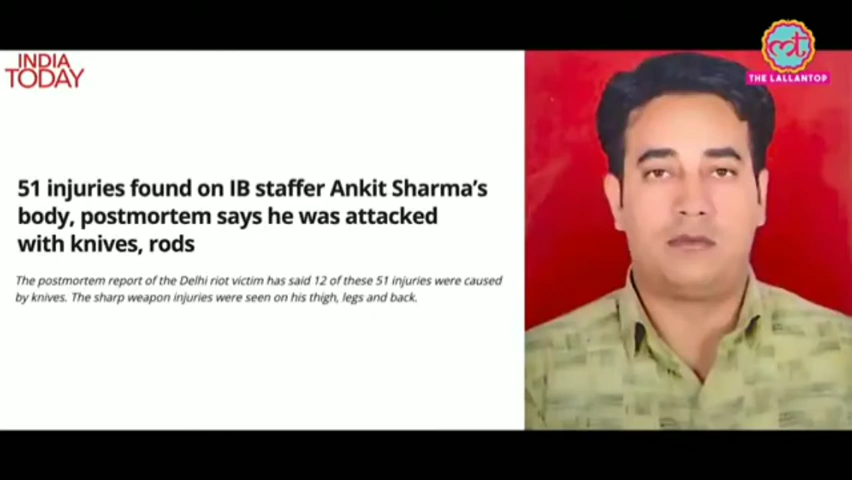 INDIA
TODAY
mt
THE LALLANTOP
51 injuries found on IB staffer Ankit Sharma's
body, postmortem says he was attacked
with knives, rods
The postmortem report of the Delhi riot victim has said 12 of these 51 injuries were caused
by knives. The sharp weapon injuries were seen on his thigh, legs and back.